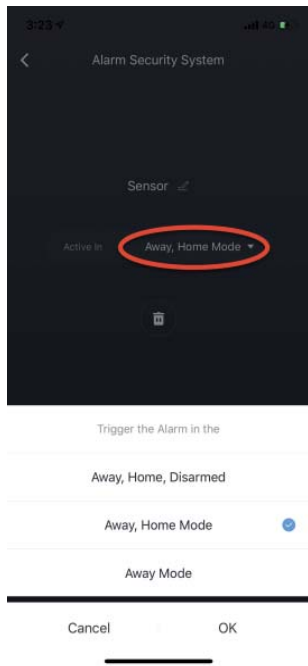 3:23
4G
Alarm Security System
Sensor
Active In Away, Home Mode
Trigger the Alarm in the
Away, Home, Disarmed
Away, Home Mode
Away Mode
Cancel OK